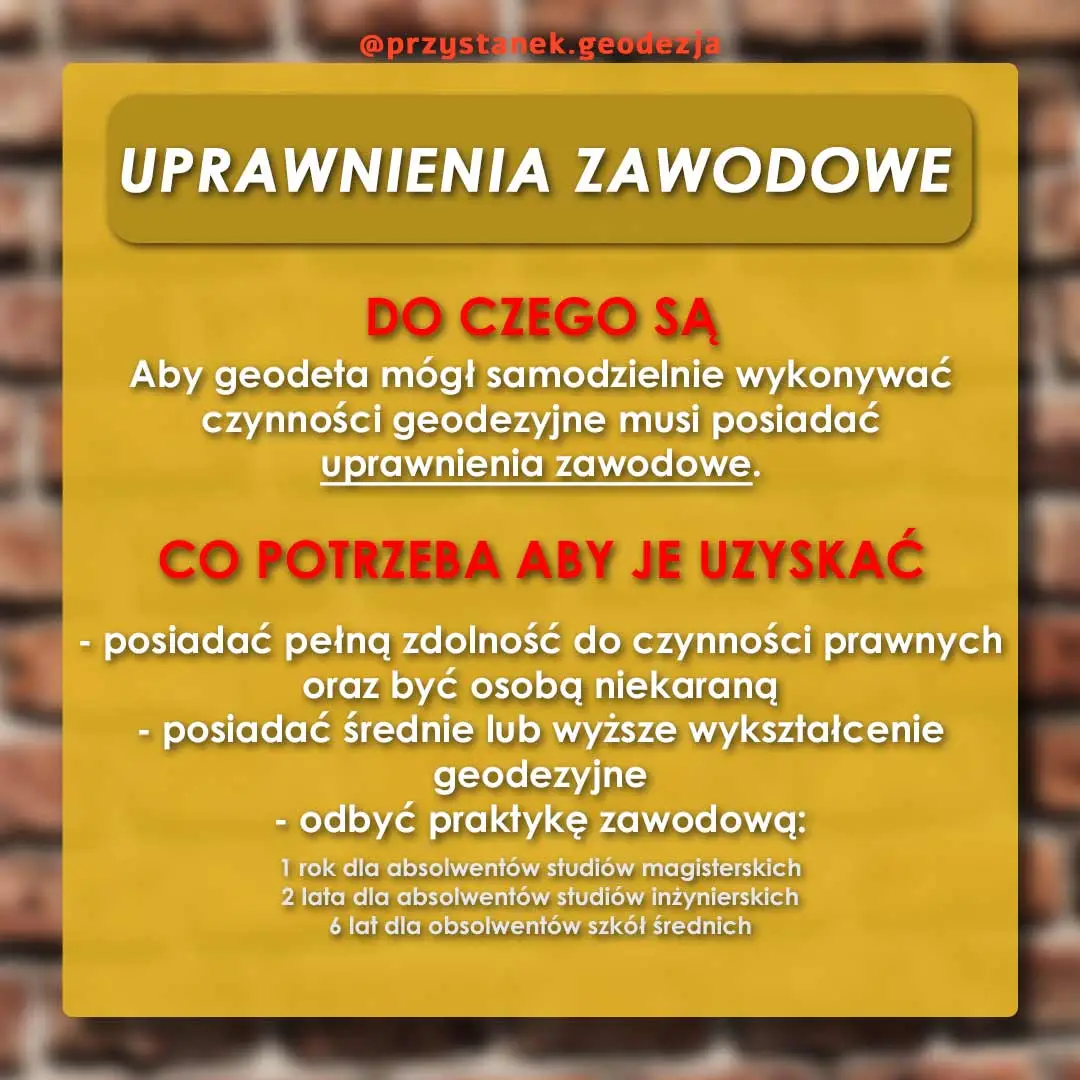 @przystanek.geodezja
UPRAWNIENIA ZAWODOWE
DO CZEGO SĄ
Aby geodeta mógł samodzielnie wykonywać
czynności geodezyjne musi posiadać
uprawnienia zawodowe.
CO POTRZEBA ABY JE UZYSKAĆ
- posiadać pełną zdolność do czynności prawnych
oraz być osobą niekaraną
- posiadać średnie lub wyższe wykształcenie
geodezyjne
- odbyć praktykę zawodową:
1 rok dla absolwentów studiów magisterskich
2 lata dla absolwentów studiów inżynierskich
6 lat dla obsolwentów szkół średnich